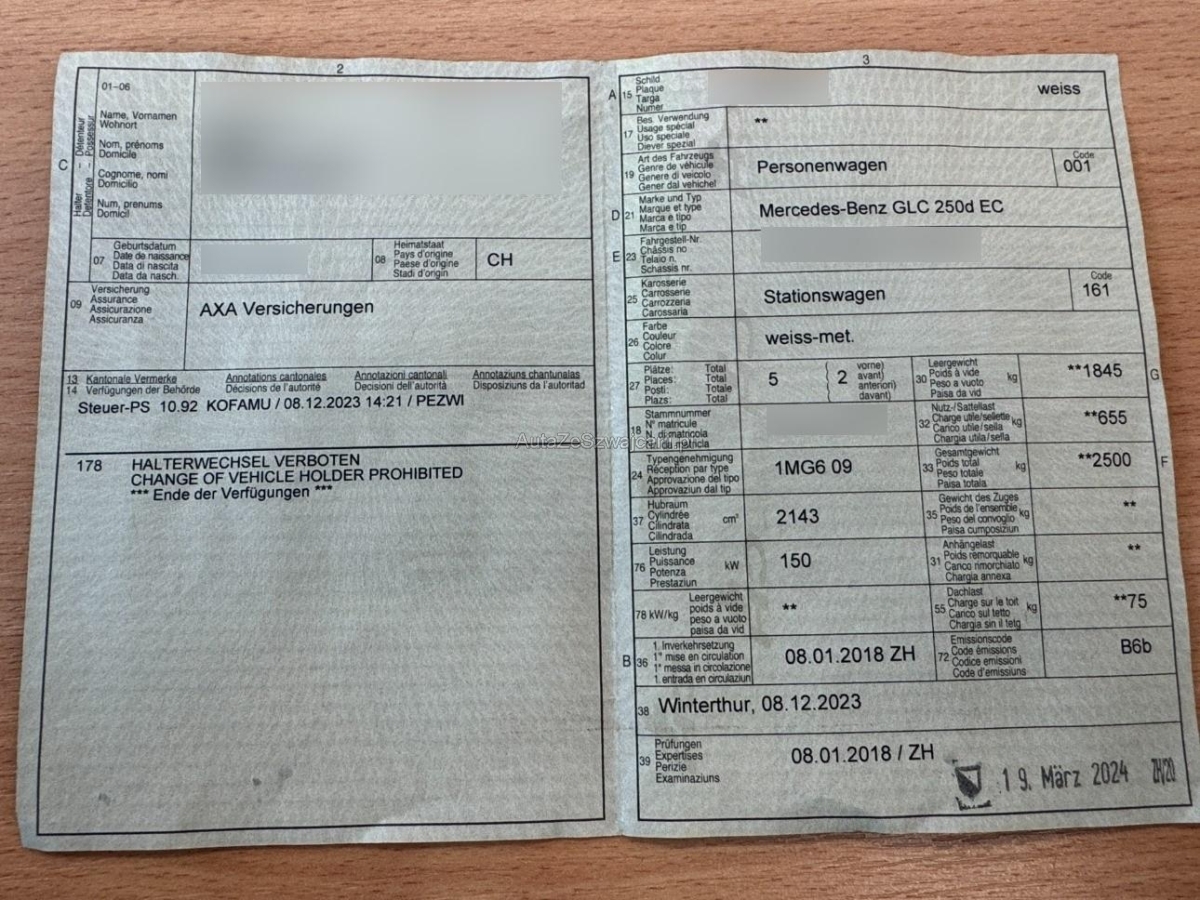 2
01-06
Halter - Détenteur
Detentore - Possessur
C
Name, Vornamen
Wohnort
Nom, prénoms
Domicile
Cognome, nomi
Domicilio
Num, prenums
Domicil
07
Geburtsdatum
Date de naissance
Data di nascita
Data da nasch.
08
Heimatstaat
Pays d'origine
Paese d'origine
Stadi d'origin
CH
09
Versicherung
Assurance
Assicurazione
Assicuranza
AXA Versicherungen
13 Kantonale Vermerke Annotations cantonales Annotazioni cantonali Annotaziuns chantunalas
14 Verfügungen der Behörde Décisions de l'autorité Decisioni dell'autorità Disposiziuns da l'autoritad
Steuer-PS 10.92 KOFAMU / 08.12.2023 14:21 / PEZWI
178 HALTERWECHSEL VERBOTEN
CHANGE OF VEHICLE HOLDER PROHIBITED
*** Ende der Verfügungen ***
3
A 15
Schild
Plaque
Targa
Numer
weiss
17
Bes. Verwendung
Usage spécial
Uso speciale
Diever spezial
**
19
Art des Fahrzeugs
Genre de véhicule
Genere di veicolo
Gener dal vehichel
Personenwagen
Code
001
D 21
Marke und Typ
Marque et type
Marca e tipo
Marca e tip
Mercedes-Benz GLC 250d EC
E 23
Fahrgestell-Nr.
Châssis no
Telaio n.
Schassis nr.
25
Karosserie
Carrosserie
Carrozzeria
Carossaria
Stationswagen
Code
161
26
Farbe
Couleur
Colore
Colur
weiss-met.
27
Plätze: Total
Places: Total
Posti: Totale
Plazs: Total
5
2
vorne)
avant)
anteriori)
davant)
30
Leergewicht
Poids à vide
Peso a vuoto
Paisa da vid
kg
**1845
G
18
Stammnummer
N° matricule
N. di matricola
32
Nutz-/Sattellast
Charge utile/sellette
Carico utile/sella
Chargia utila/sella
kg
**655
24
Typengenehmigung
Réception par type
Approvazione del tipo
Approvaziun dal tip
1MG6 09
33
Gesamtgewicht
Poids total
Peso totale
Paisa totala
kg
**2500
F
37
Hubraum
Cylindrée
Cilindrata
Cilindrada
cm³
2143
35
Gewicht des Zuges
Poids de l'ensemble
Peso del convoglio
Paisa cumposiziun
kg
**
76
Leistung
Puissance
Potenza
Prestaziun
kW
150
31
Anhängelast
Poids remorquable
Carico rimorchiato
Chargia annexa
kg
**
78 kW/kg
Leergewicht
poids à vide
peso a vuoto
paisa da vid
**
55
Dachlast
Charge sur le toit
Carico sul tetto
Chargia sin il tetg
kg
**75
B 36
1. Inverkehrsetzung
1re mise en circulation
1a messa in circolazione
1. entrada en circulaziun
08.01.2018 ZH
72
Emissionscode
Code émissions
Codice emissioni
Code d'emissiuns
B6b
38 Winterthur, 08.12.2023
39
Prüfungen
Expertises
Perizie
Examinaziuns
08.01.2018 / ZH
19. März 2024 ZH/20